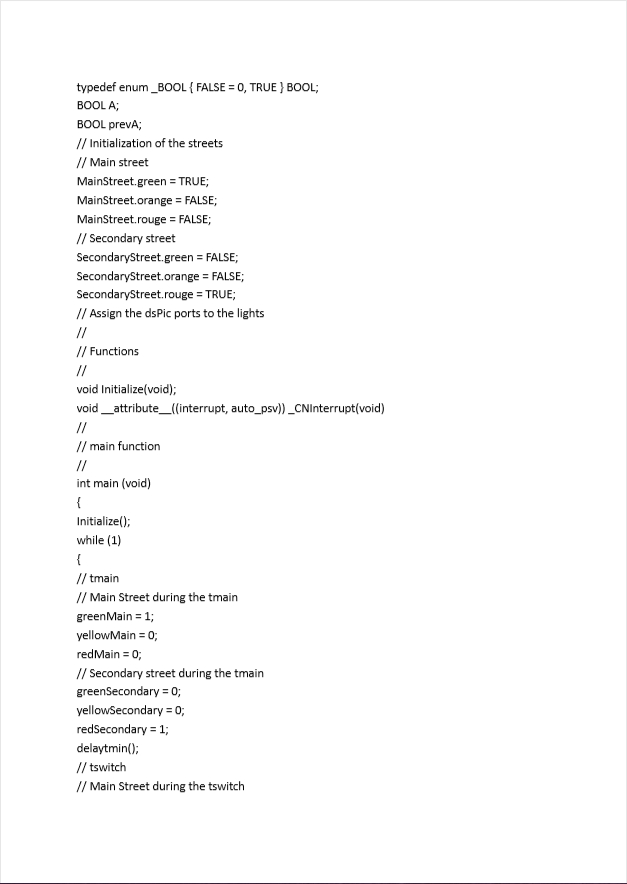 typedef enum _BOOL { FALSE = 0, TRUE } BOOL;
BOOL A;
BOOL prevA;
// Initialization of the streets
// Main street
MainStreet.green = TRUE;
MainStreet.orange = FALSE;
MainStreet.rouge = FALSE;
// Secondary street
SecondaryStreet.green = FALSE;
SecondaryStreet.orange = FALSE;
SecondaryStreet.rouge = TRUE;
// Assign the dsPic ports to the lights
//
// Functions
//
void Initialize(void);
void __attribute__((interrupt, auto_psv)) _CNInterrupt(void)
//
// main function
//
int main (void)
{
Initialize();
while (1)
{
// tmain
// Main Street during the tmain
greenMain = 1;
yellowMain = 0;
redMain = 0;
// Secondary street during the tmain
greenSecondary = 0;
yellowSecondary = 0;
redSecondary = 1;
delaytmin();
// tswitch
// Main Street during the tswitch